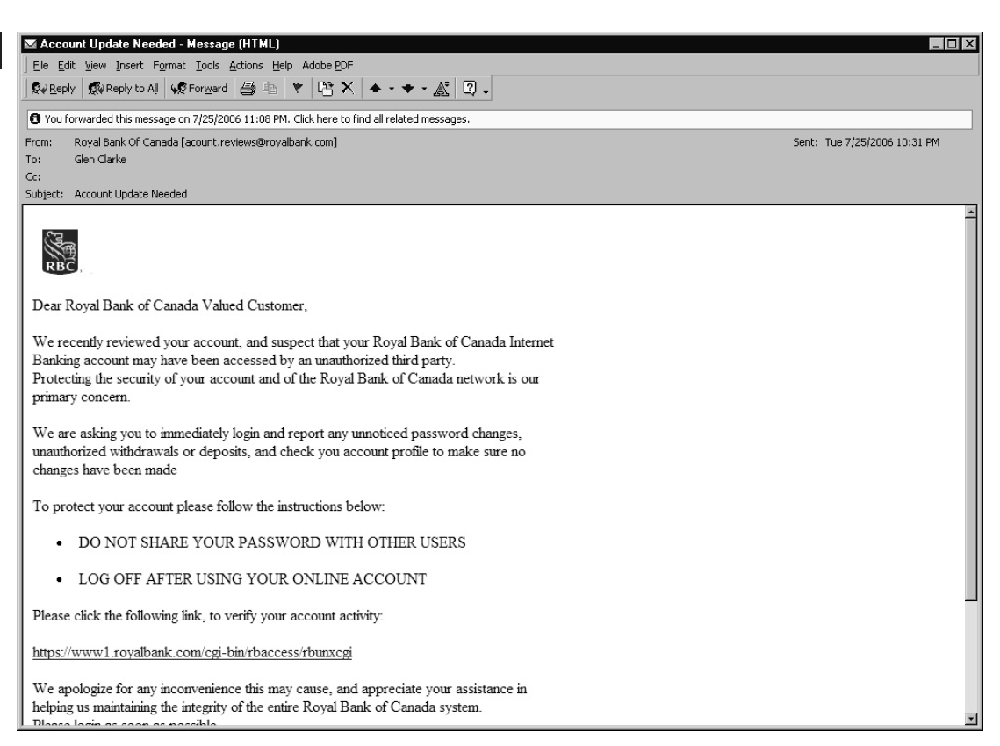 Account Update Needed - Message (HTML)
File Edit View Insert Format Tools Actions Help Adobe PDF
Reply Reply to All Forward
You forwarded this message on 7/25/2006 11:08 PM. Click here to find all related messages.
From: Royal Bank Of Canada [acount.reviews@royalbank.com] Sent: Tue 7/25/2006 10:31 PM
To: Glen Clarke
Cc:
Subject: Account Update Needed
RBC
Dear Royal Bank of Canada Valued Customer,
We recently reviewed your account, and suspect that your Royal Bank of Canada Internet
Banking account may have been accessed by an unauthorized third party.
Protecting the security of your account and of the Royal Bank of Canada network is our
primary concern.
We are asking you to immediately login and report any unnoticed password changes,
unauthorized withdrawals or deposits, and check you account profile to make sure no
changes have been made
To protect your account please follow the instructions below:
• DO NOT SHARE YOUR PASSWORD WITH OTHER USERS
• LOG OFF AFTER USING YOUR ONLINE ACCOUNT
Please click the following link, to verify your account activity:
https://www1.royalbank.com/cgi-bin/rbaccess/rbunxcgi
We apologize for any inconvenience this may cause, and appreciate your assistance in
helping us maintaining the integrity of the entire Royal Bank of Canada system.
Please login as soon as possible